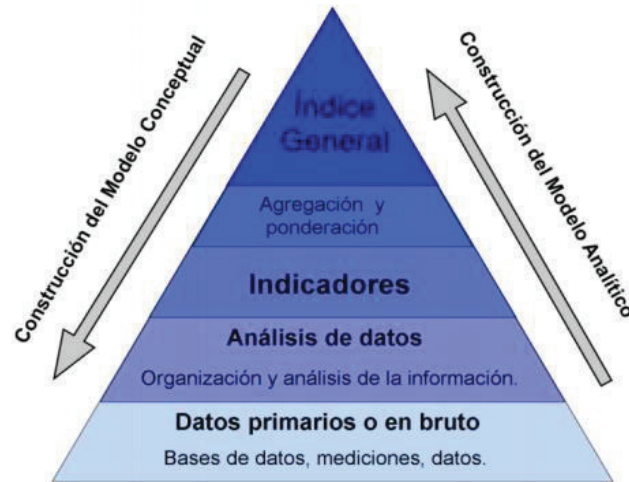 Construcción del Modelo Conceptual
Construcción del Modelo Analítico
Índice
General
Agregación y
ponderación
Indicadores
Análisis de datos
Organización y análisis de la información.
Datos primarios o en bruto
Bases de datos, mediciones, datos.